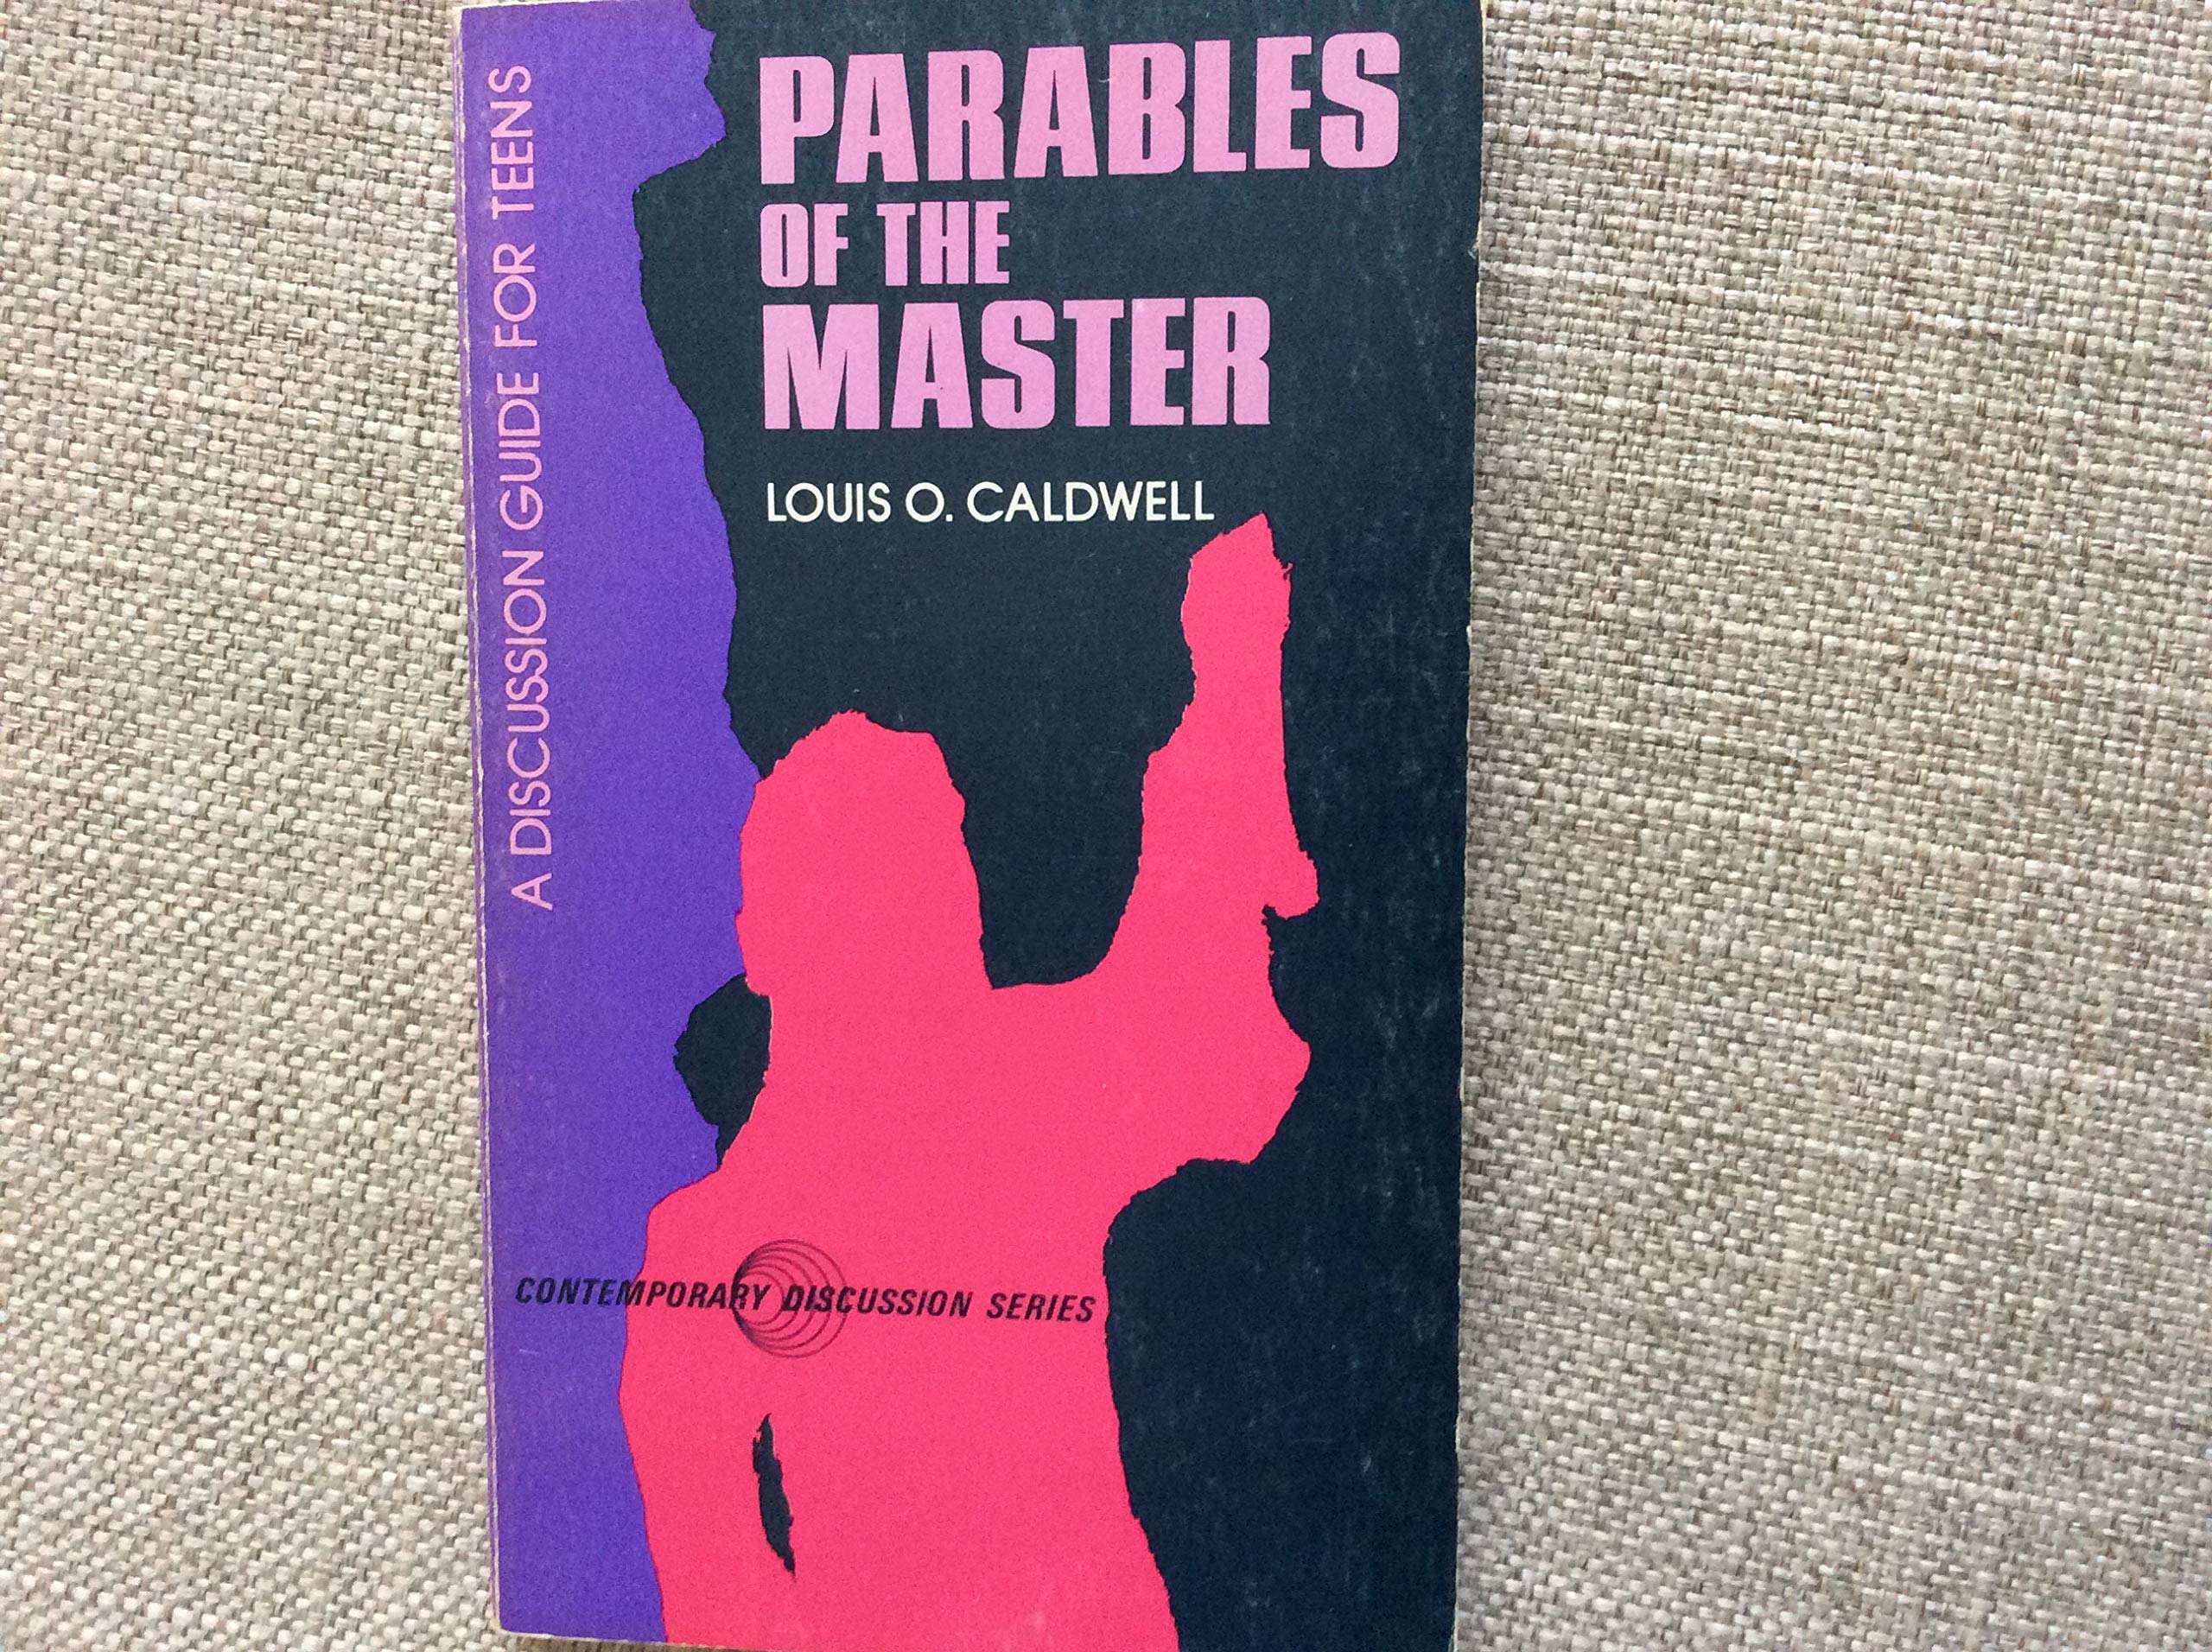 PARABLES
OF THE
MASTER
LOUIS O. CALDWELL
A DISCUSSION GUIDE FOR TEENS
CONTEMPORARY DISCUSSION SERIES